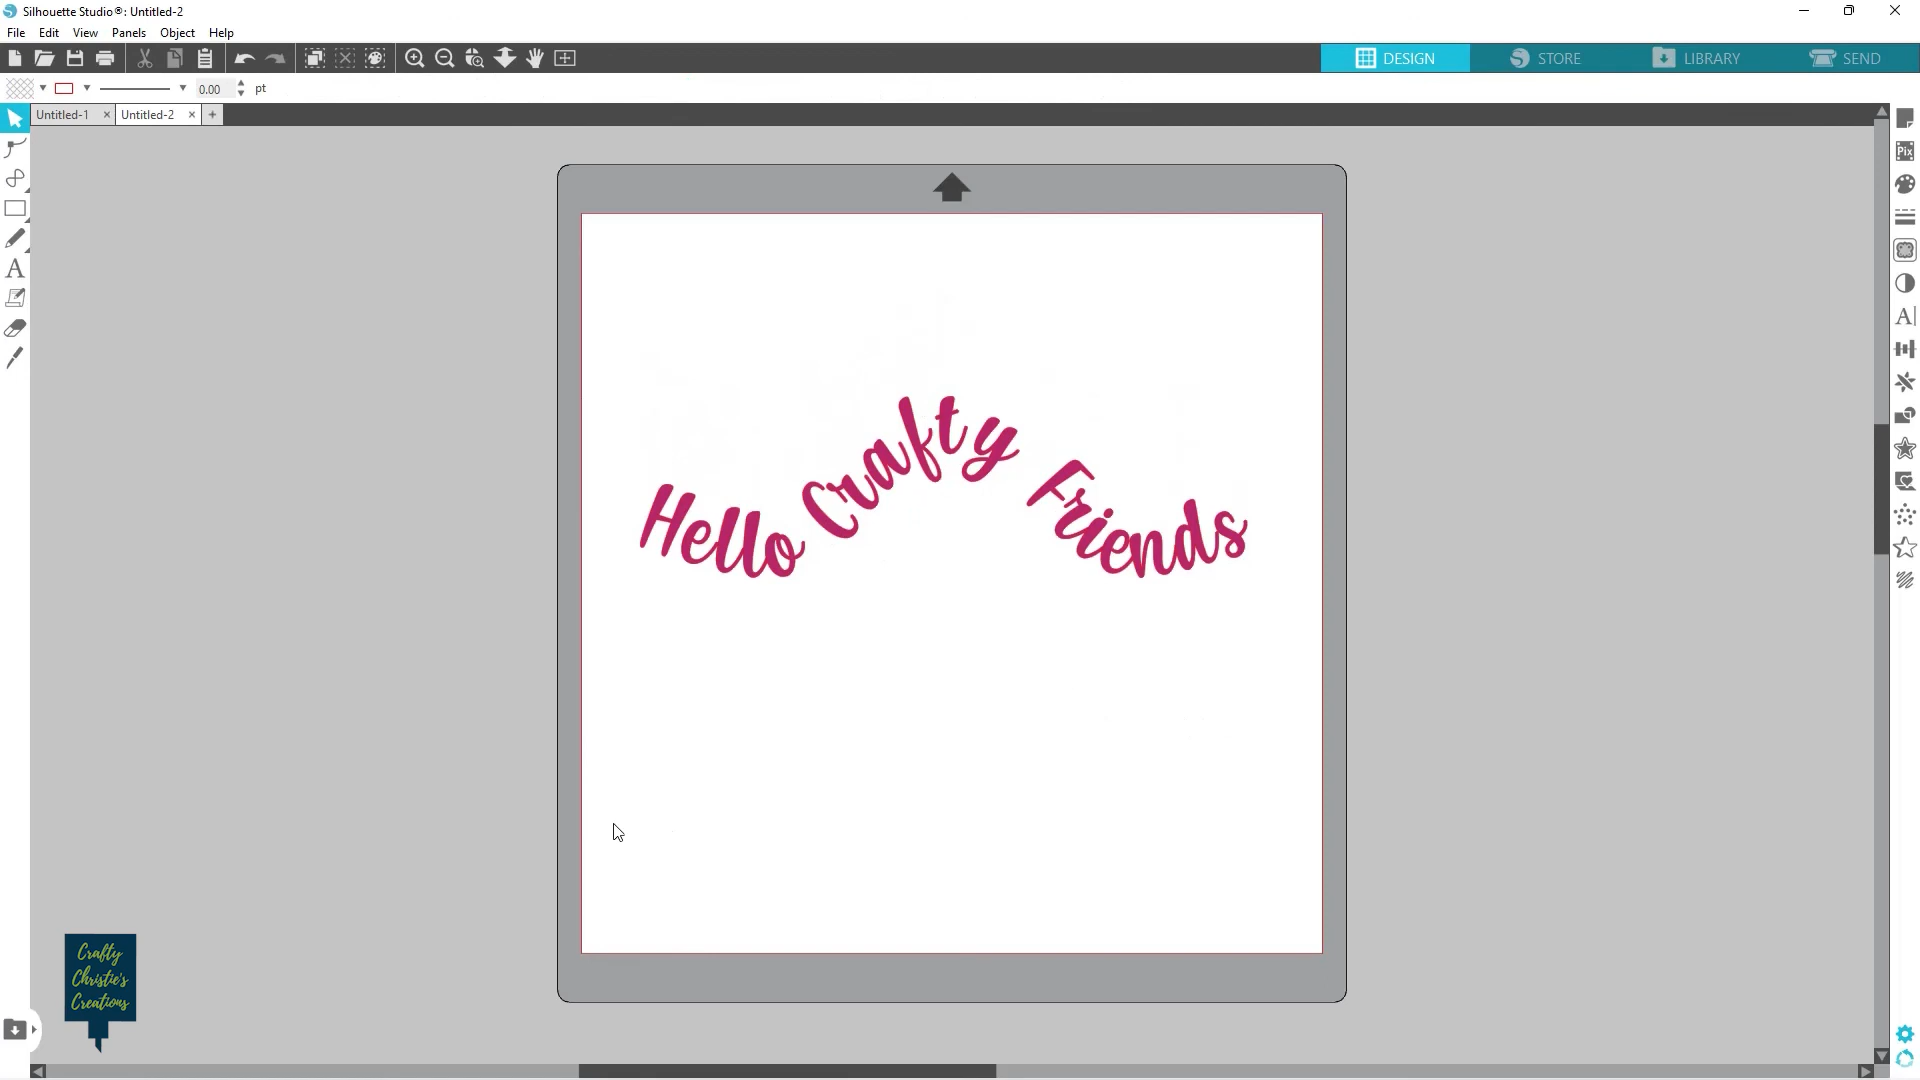 Silhouette Studio®: Untitled-2
File Edit View Panels Object Help
DESIGN STORE LIBRARY SEND
0.00 pt
Untitled-1 Untitled-2
Pix
Hello Crafty Friends
Crafty
Christie's
Creations